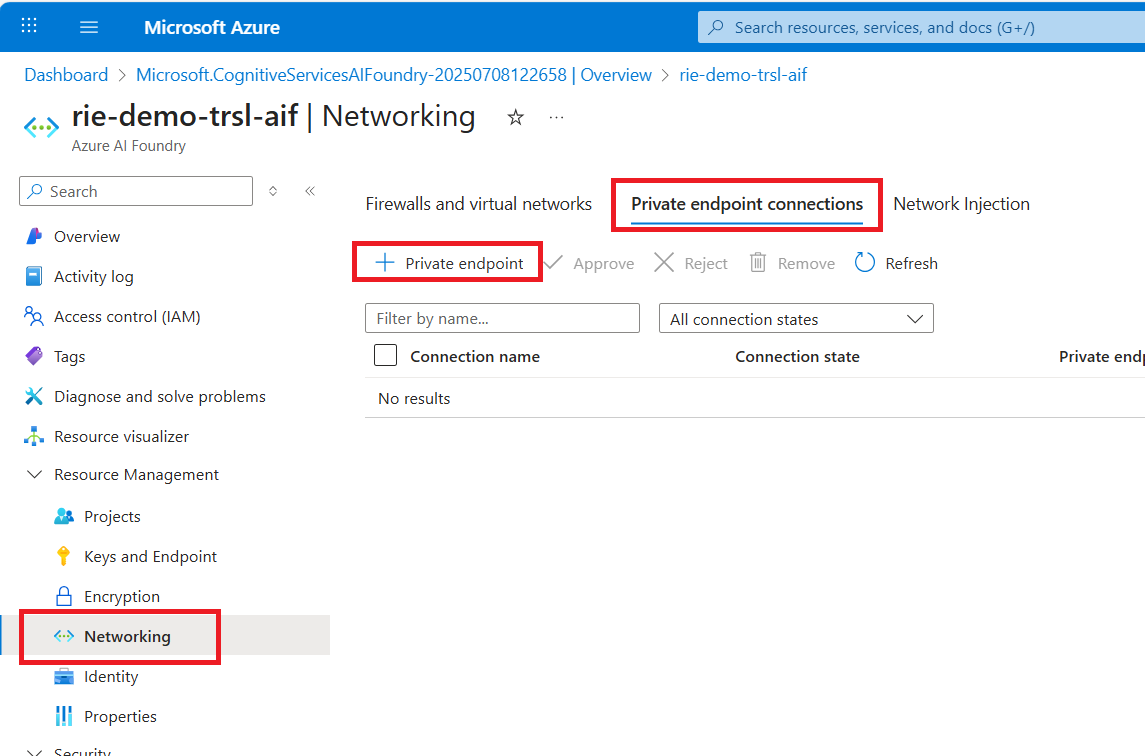 Microsoft Azure
Search resources, services, and docs (G+/)
Dashboard > Microsoft.CognitiveServicesAIFoundry-20250708122658 | Overview > rie-demo-trsl-aif
rie-demo-trsl-aif | Networking
Azure AI Foundry
Search
Overview
Activity log
Access control (IAM)
Tags
Diagnose and solve problems
Resource visualizer
Resource Management
Projects
Keys and Endpoint
Encryption
Networking
Identity
Properties
Security
Firewalls and virtual networks
Private endpoint connections
Network Injection
Private endpoint
Approve
Reject
Remove
Refresh
Filter by name...
All connection states
Connection name
Connection state
Private endp
No results